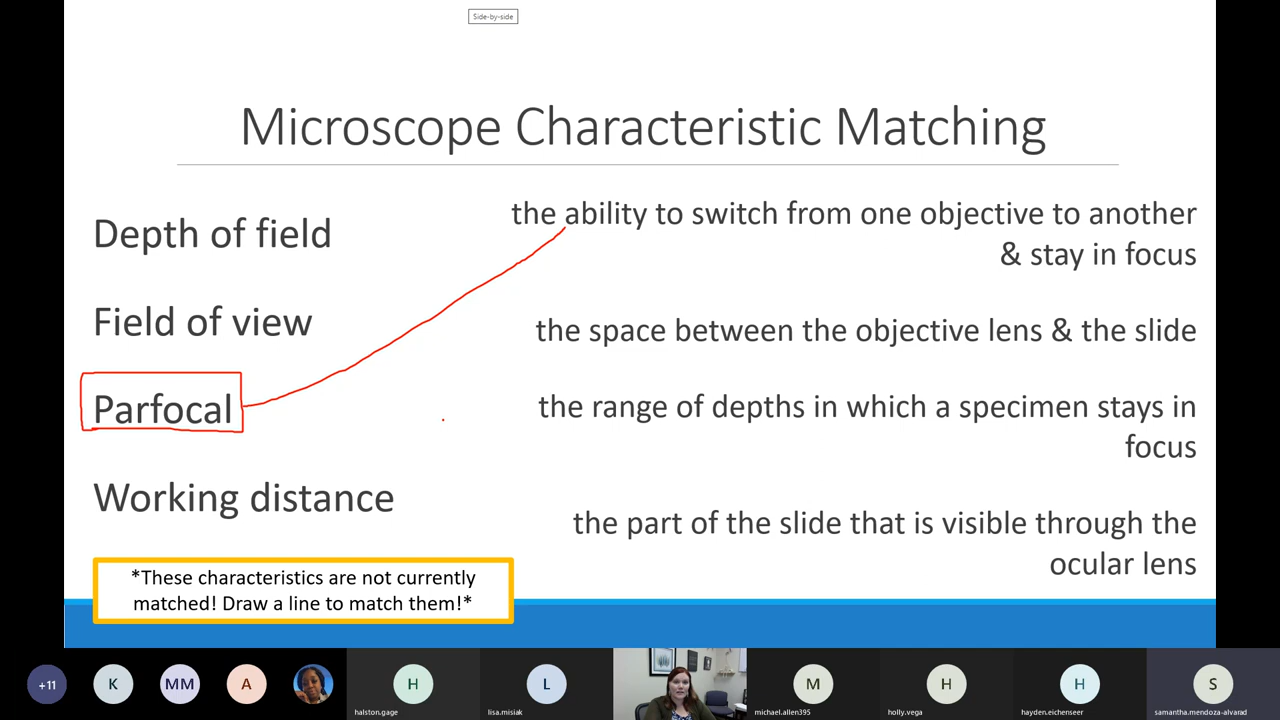 Side-by-side
Microscope Characteristic Matching
Depth of field
Field of view
Parfocal
Working distance
the ability to switch from one objective to another
& stay in focus
the space between the objective lens & the slide
the range of depths in which a specimen stays in
focus
the part of the slide that is visible through the
ocular lens
*These characteristics are not currently
matched! Draw a line to match them!*
+11
K
MM
A
H
halston.gage
L
lisa.misiak
M
michael.allen395
H
holly.vega
H
hayden.eichenseer
S
samantha.mendoza-alvarad